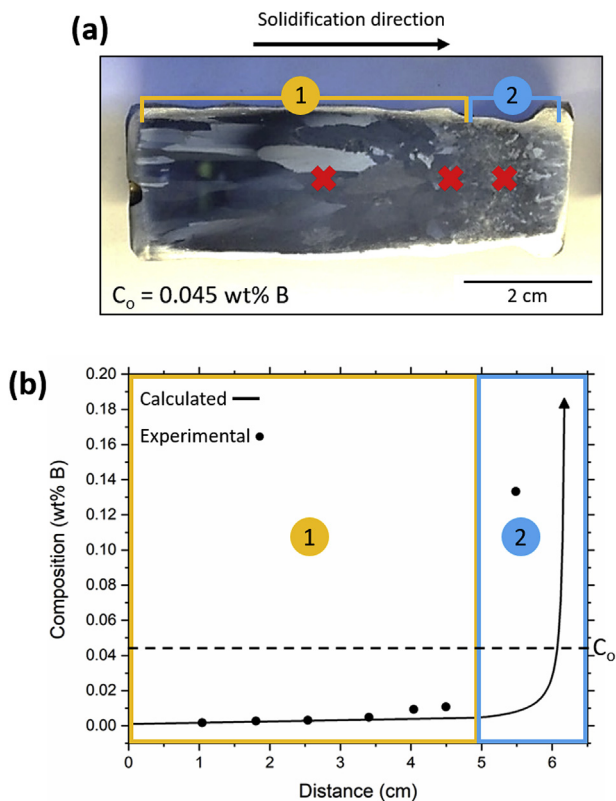 Solidification direction
(a)
1
2
C₀ = 0.045 wt% B
2 cm
(b)
0.20
0.18
0.16
0.14
0.12
0.10
0.08
0.06
0.04
0.02
0.00
Composition (wt% B)
Calculated
Experimental
1
2
C₀
0 1 2 3 4 5 6
Distance (cm)